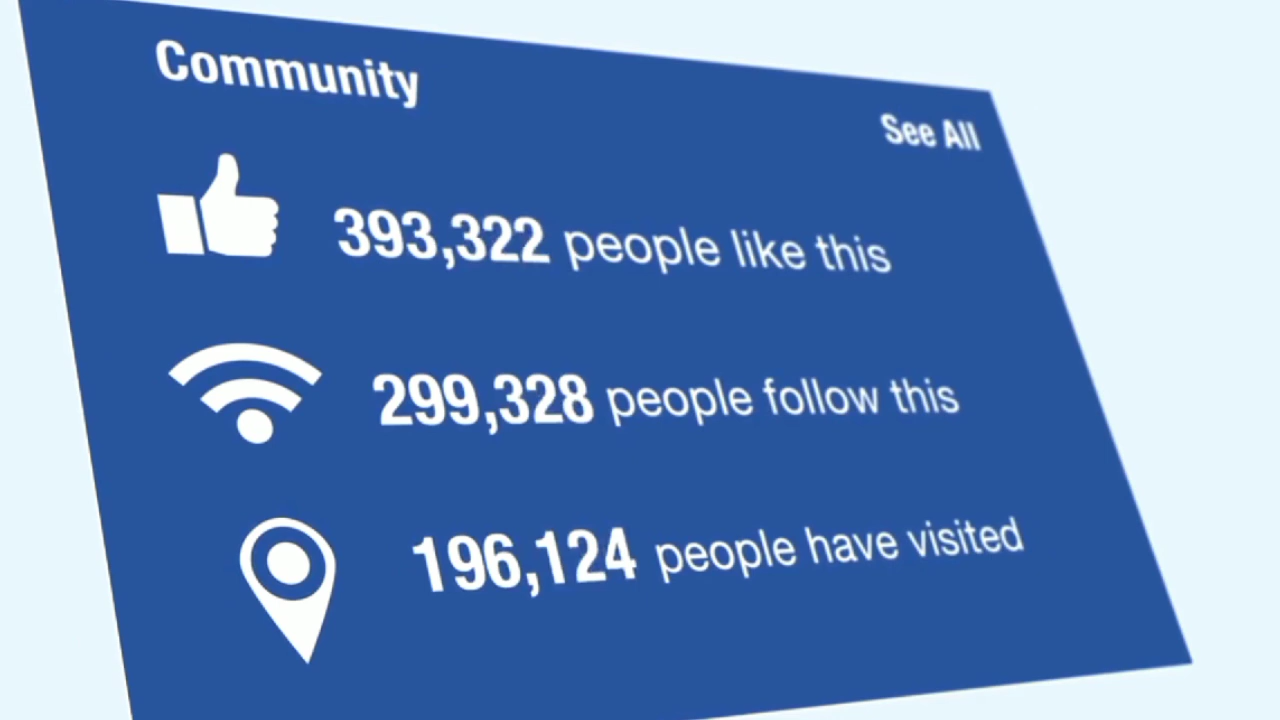 Community
See All
393,322 people like this
299,328 people follow this
196,124 people have visited